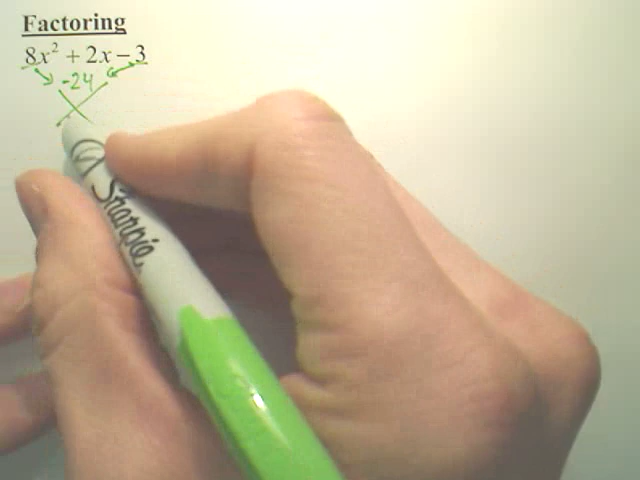 Factoring
8x² + 2x − 3
-24
Sharpie